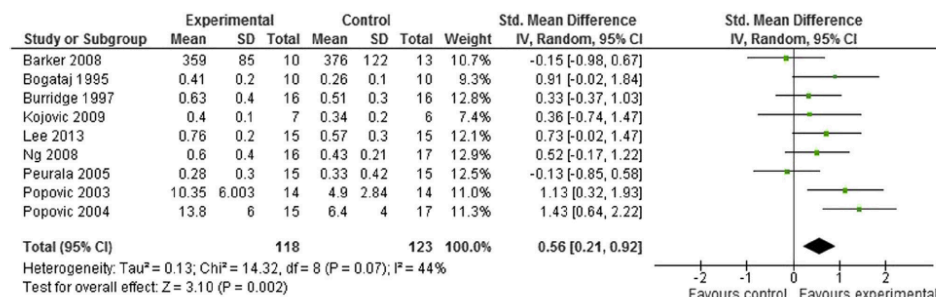 Experimental Control Std. Mean Difference Std. Mean Difference
Study or Subgroup Mean SD Total Mean SD Total Weight IV, Random, 95% CI IV, Random, 95% CI
Barker 2008 359 85 10 376 122 13 10.7% -0.15 [-0.98, 0.67]
Bogataj 1995 0.41 0.2 10 0.26 0.1 10 9.2% 0.91 [-0.02, 1.84]
Burridge 1997 0.63 0.4 16 0.51 0.3 16 12.8% 0.33 [-0.37, 1.03]
Kojovic 2009 0.4 0.1 7 0.34 0.2 6 7.4% 0.36 [-0.74, 1.47]
Lee 2013 0.76 0.2 15 0.57 0.3 15 12.1% 0.73 [-0.02, 1.47]
Ng 2008 0.6 0.4 16 0.43 0.21 17 12.9% 0.52 [-0.17, 1.22]
Peurala 2005 0.28 0.3 15 0.33 0.42 15 12.5% -0.13 [-0.85, 0.58]
Popovic 2003 10.35 6.003 14 4.9 2.84 14 11.0% 1.13 [0.32, 1.93]
Popovic 2004 13.8 6 15 6.4 4 17 11.3% 1.43 [0.64, 2.22]
Total (95% CI) 118 123 100.0% 0.56 [0.21, 0.92]
Heterogeneity: Tau² = 0.13; Chi² = 14.32, df = 8 (P = 0.07); I² = 44%
Test for overall effect: Z = 3.10 (P = 0.002)
-2 -1 0 1 2
Favours control Favours experimental